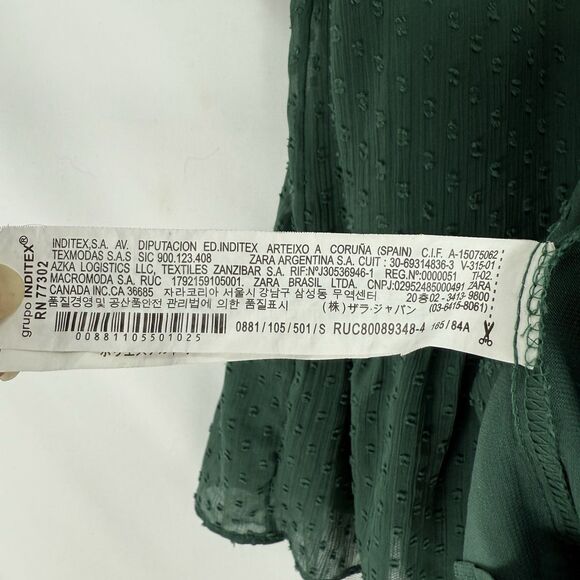 grupo INDITEX®
RN 77302
INDITEX,S.A. AV. DIPUTACION ED.INDITEX ARTEIXO A CORUÑA (SPAIN) C.I.F. A-15075062
TEXMODAS S.A.S SIC 900.123.408 ZARA ARGENTINA S.A. CUIT : 30-69314836-3 V-315-01
AZKA LOGISTICS LLC, TEXTILES ZANZIBAR S.A. RIF:NºJ30536946-1 REG.Nº:0000051 TI-02
MACROMODA S.A. RUC 1792159105001. ZARA BRASIL LTDA. CNPJ:02952485000491 ZARA
CANADA INC.CA 36685 자라코리아 서울시 강남구 삼성동 무역센터 20층 02- 3413-9800
품질경영 및 공산품안전 관리법에 의한 품질표시 (株) ザラ・ジャパン (03-6415-8061)
0881/105/501/S RUC80089348-4 165/84A
00881105501025